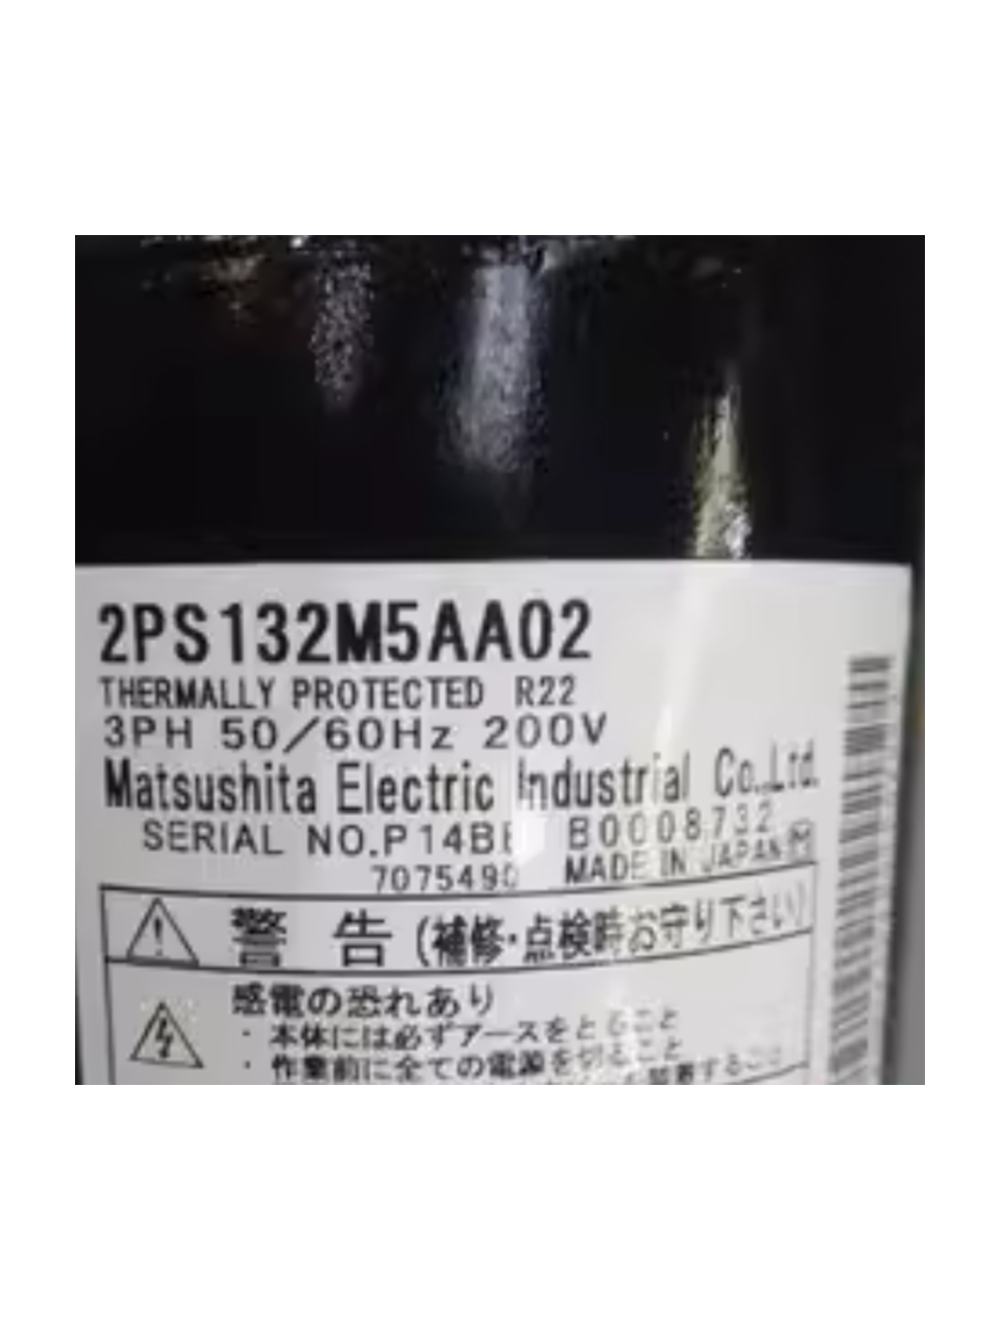 2PS132M5AA02
THERMALLY PROTECTED R22
3PH 50/60Hz 200V
Matsushita Electric Industrial Co.,Ltd.
SERIAL NO. B0008732
MADE IN JAPAN
警 告 (補修・点検時お守り下さい)
感電の恐れあり
・本体には必ずアースをとること
・作業前に全ての電源を切ること